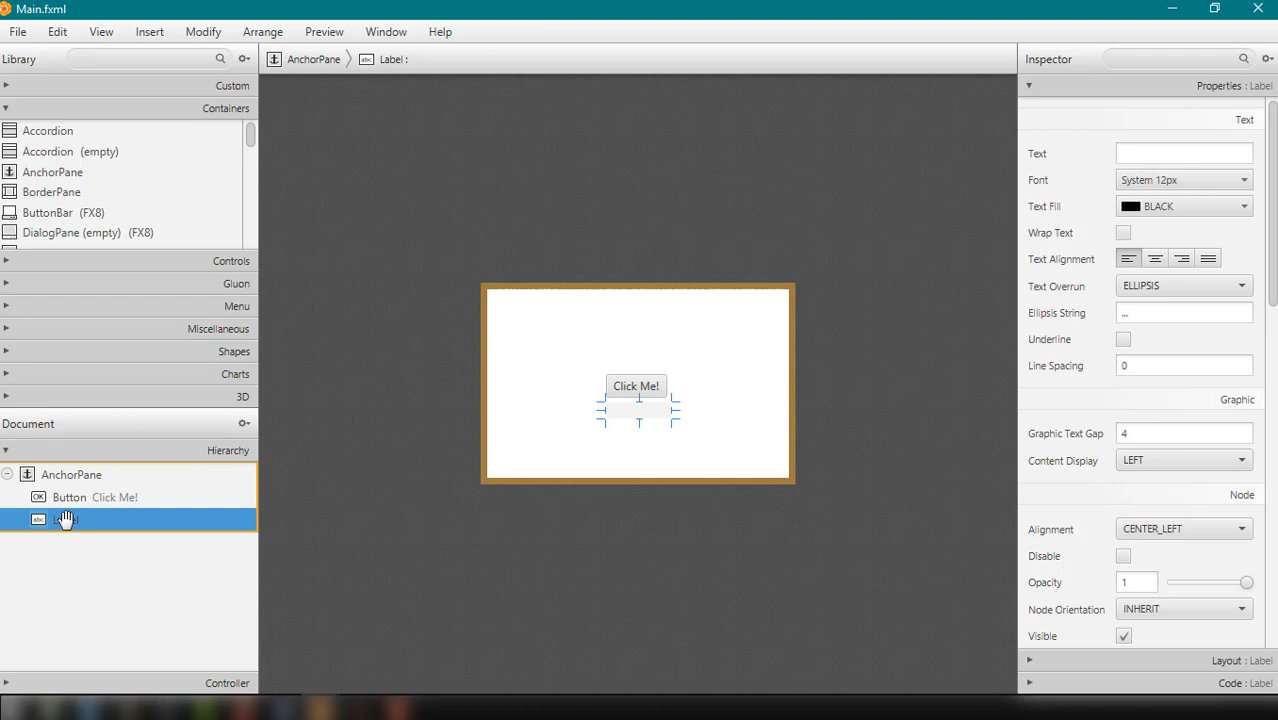 Main.fxml
File Edit View Insert Modify Arrange Preview Window Help
Library
Custom
Containers
Accordion
Accordion (empty)
AnchorPane
BorderPane
ButtonBar (FX8)
DialogPane (empty) (FX8)
Controls
Gluon
Menu
Miscellaneous
Shapes
Charts
3D
Document
Hierarchy
AnchorPane
OK Button Click Me!
abc
Controller
AnchorPane abc Label :
Click Me!
Inspector
Properties : Label
Text
Text
Font System 12px
Text Fill BLACK
Wrap Text
Text Alignment
Text Overrun ELLIPSIS
Ellipsis String ...
Underline
Line Spacing 0
Graphic
Graphic Text Gap 4
Content Display LEFT
Node
Alignment CENTER_LEFT
Disable
Opacity 1
Node Orientation INHERIT
Visible
Layout : Label
Code : Label